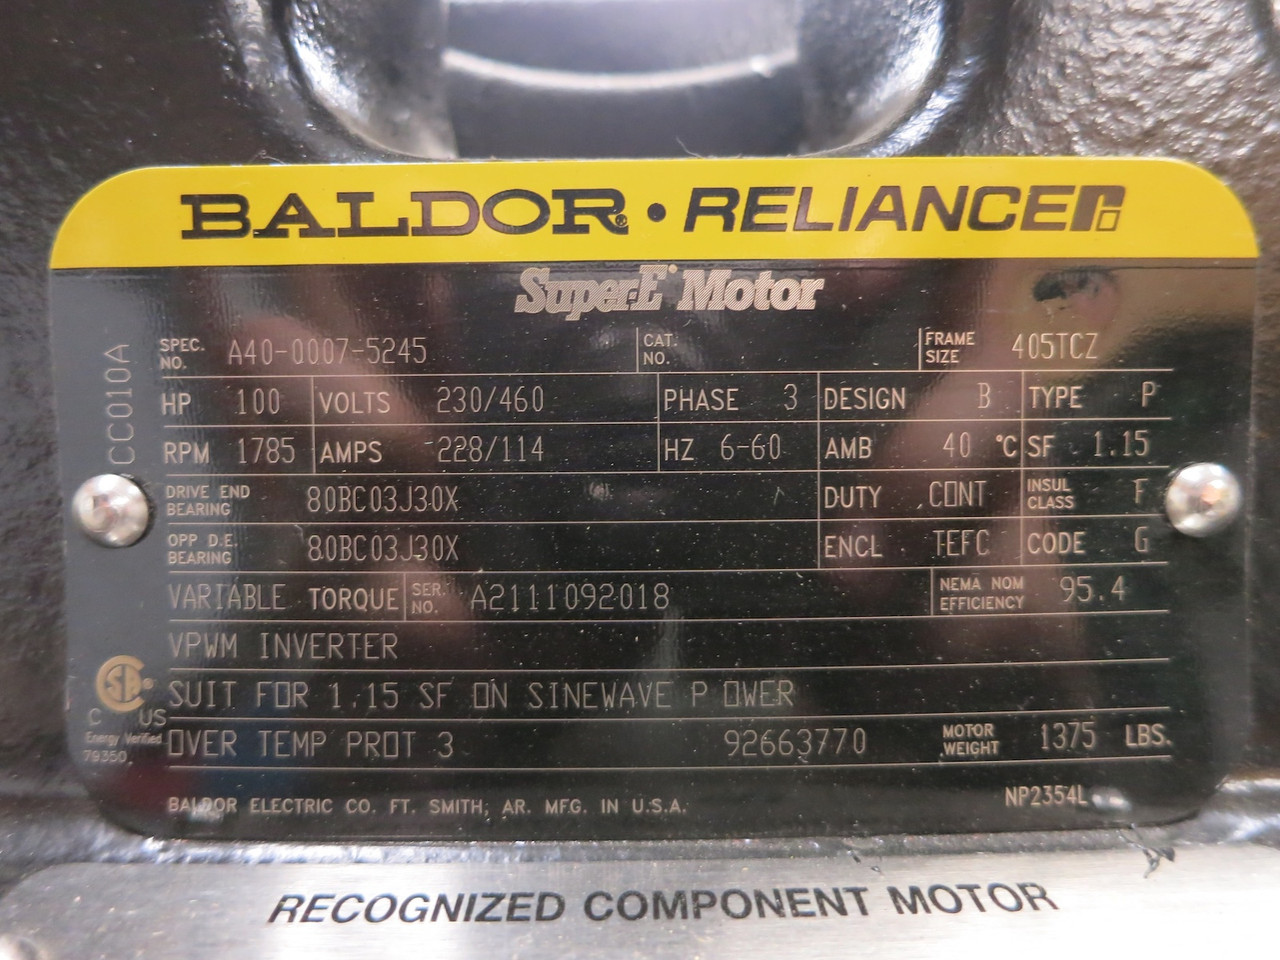 BALDOR • RELIANCE
Super-E Motor
CC010A
SPEC. NO. A40-0007-5245 CAT. NO. FRAME SIZE 405TCZ
HP 100 VOLTS 230/460 PHASE 3 DESIGN B TYPE P
RPM 1785 AMPS 228/114 HZ 6-60 AMB 40 °C SF 1.15
DRIVE END BEARING 80BC03J30X DUTY CONT INSUL CLASS F
OPP D.E. BEARING 80BC03J30X ENCL TEFC CODE G
VARIABLE TORQUE SER. NO. A2111092018 NEMA NOM EFFICIENCY 95.4
VPWM INVERTER
SUIT FOR 1.15 SF ON SINEWAVE P OWER
OVER TEMP PROT 3 92663770 MOTOR WEIGHT 1375 LBS.
C US
Energy Verified
79350
BALDOR ELECTRIC CO. FT. SMITH, AR. MFG. IN U.S.A. NP2354L
RECOGNIZED COMPONENT MOTOR